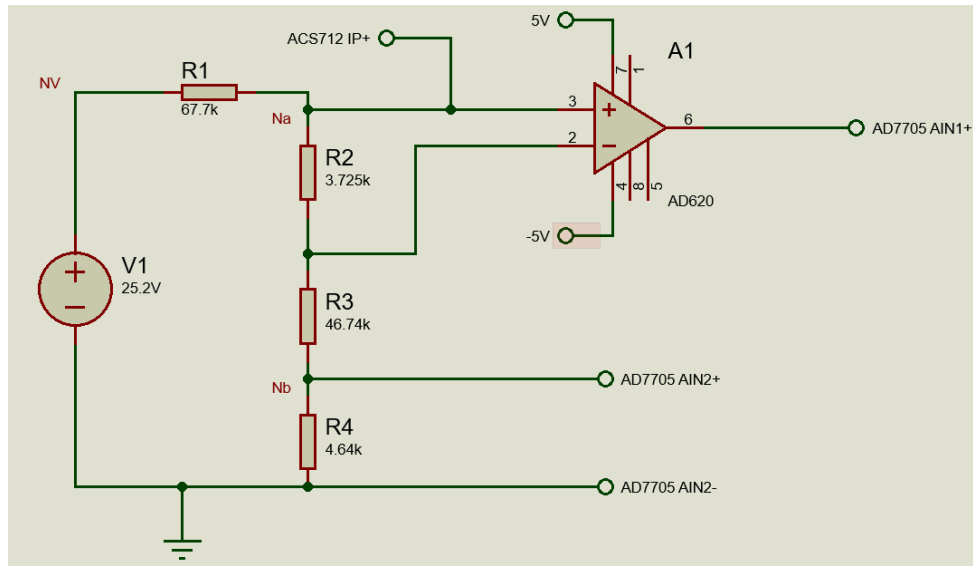 5V
ACS712 IP+
A1
R1
NV
67.7k
7
1
3
Na
6
AD7705 AIN1+
2
R2
3.725k
4
8
5
AD620
-5V
V1
25.2V
R3
46.74k
Nb
AD7705 AIN2+
R4
4.64k
AD7705 AIN2-